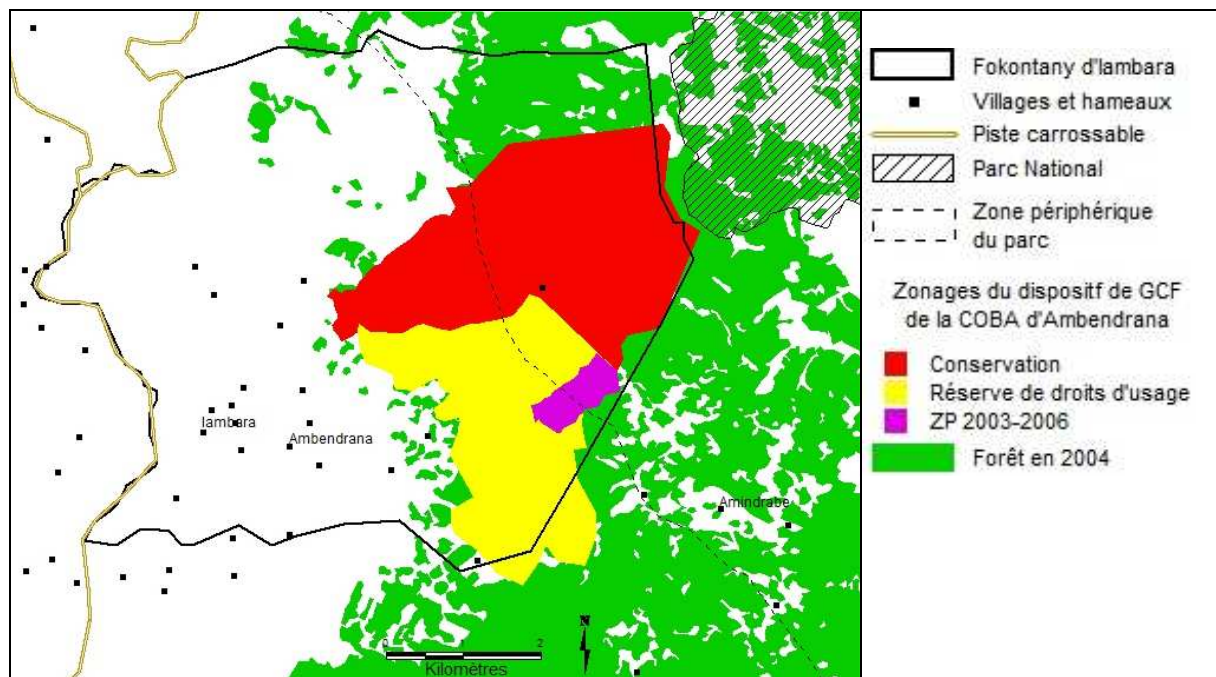 Iambara
Ambendrana
Amindrabe
N
0 1 2
Kilomètres
Fokontany d'Iambara
Villages et hameaux
Piste carrossable
Parc National
Zone périphérique
du parc
Zonages du dispositf de GCF
de la COBA d'Ambendrana
Conservation
Réserve de droits d'usage
ZP 2003-2006
Forêt en 2004